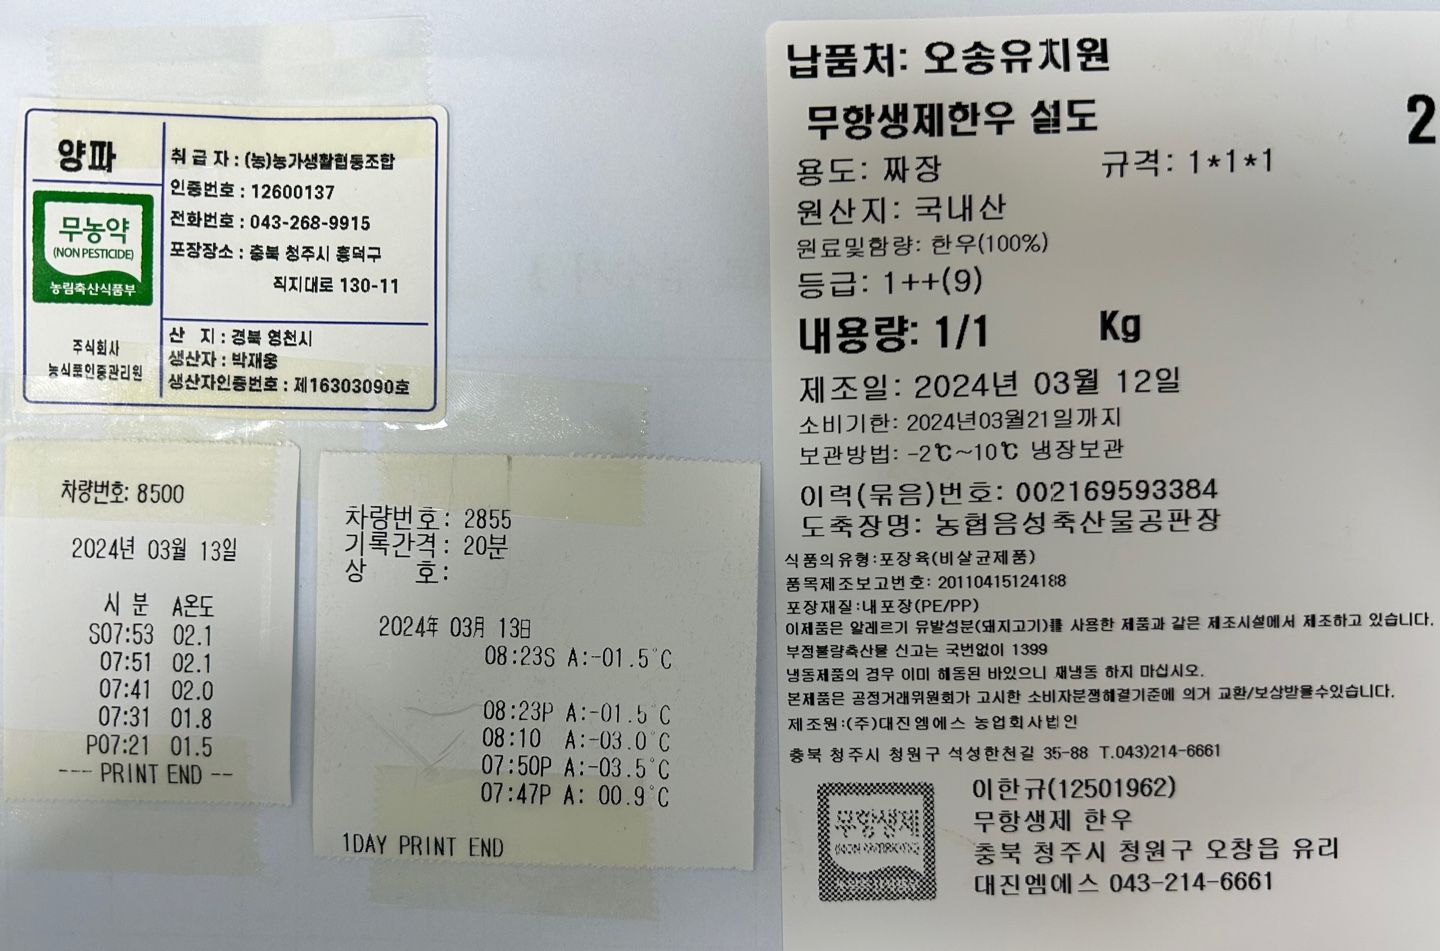 양파
무농약
(NON PESTICIDE)
농림축산식품부
주식회사
농식품인증관리원
취 급 자 : (농)농가생활협동조합
인증번호 : 12600137
전화번호 : 043-268-9915
포장장소 : 충북 청주시 흥덕구
직지대로 130-11
산 지 : 경북 영천시
생산자 : 박재웅
생산자인증번호 : 제16303090호
차량번호: 8500
2024년 03월 13일
시 분 A온도
S07:53 02.1
07:51 02.1
07:41 02.0
07:31 01.8
P07:21 01.5
--- PRINT END --
차량번호: 2855
기록간격: 20분
상 호:
2024年 03月 13日
08:23S A:-01.5°C
08:23P A:-01.5°C
08:10 A:-03.0°C
07:50P A:-03.5°C
07:47P A: 00.9°C
1DAY PRINT END
납품처: 오송유치원
무항생제한우 설도
2
용도: 짜장 규격: 1*1*1
원산지: 국내산
원료및함량: 한우(100%)
등급: 1++(9)
내용량: 1/1 Kg
제조일: 2024년 03월 12일
소비기한: 2024년03월21일까지
보관방법: -2℃~10℃ 냉장보관
이력(묶음)번호: 002169593384
도축장명: 농협음성축산물공판장
식품의유형:포장육(비살균제품)
품목제조보고번호: 20110415124188
포장재질:내포장(PE/PP)
이제품은 알레르기 유발성분(돼지고기)를 사용한 제품과 같은 제조시설에서 제조하고 있습니다.
부정불량축산물 신고는 국번없이 1399
냉동제품의 경우 이미 해동된 바있으니 재냉동 하지 마십시오.
본제품은 공정거래위원회가 고시한 소비자분쟁해결기준에 의거 교환/보상받을수있습니다.
제조원:(주)대진엠에스 농업회사법인
충북 청주시 청원구 석성한천길 35-88 T.043)214-6661
무항생제
이한규(12501962)
무항생제 한우
충북 청주시 청원구 오창읍 유리
대진엠에스 043-214-6661